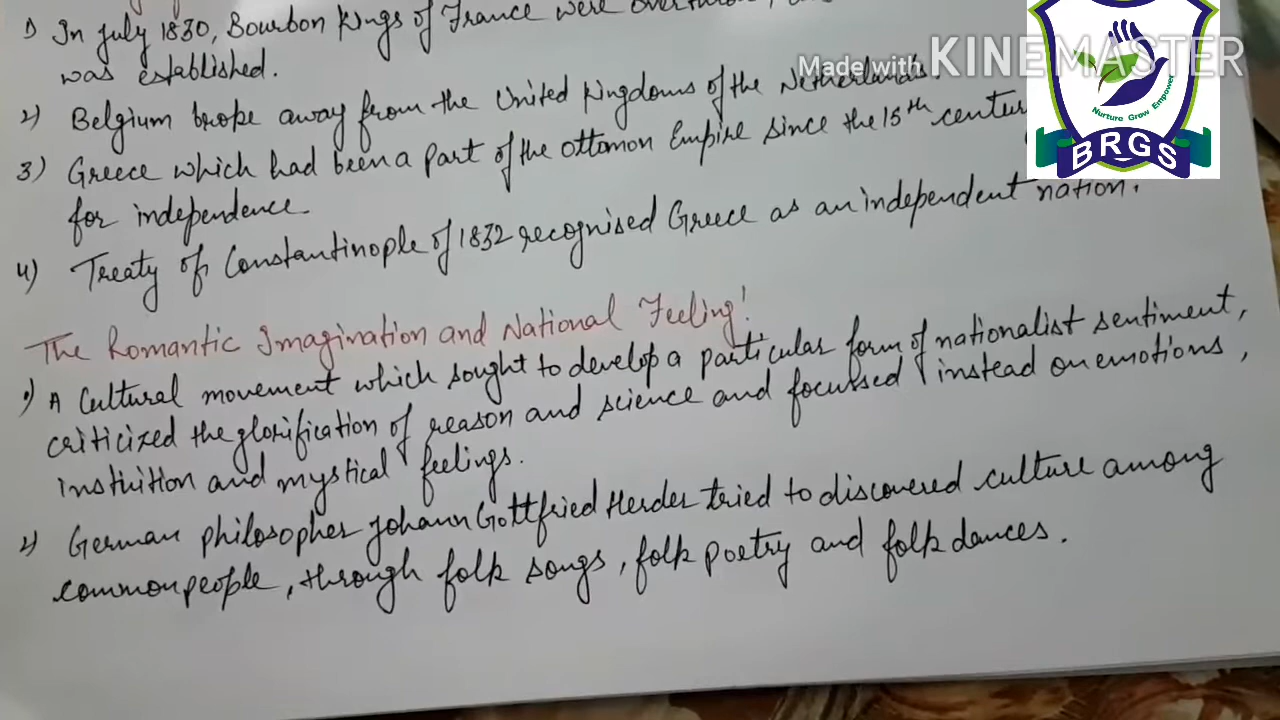 1) In July 1830, Bourbon Kings of France were
was established.
2) Belgium broke away from the United Kingdoms of the Netherlands.
3) Greece which had been a part of the Ottomon Empire since the 15th
for independence.
4) Treaty of Constantinople of 1832 recognised Greece as an independent nation.
The Romantic Imagination and National Feeling!
1) A Cultural movement which sought to develop a particular form of nationalist sentiment,
criticized the glorification of reason and science and focussed instead on emotions,
instuition and mystical feelings.
2) German philosopher Johann Gottfried Herder tried to discovered culture among
common people, through folk songs, folk poetry and folk dances.
Made with KINEMASTER
Nurture Grow Empower
BRGS